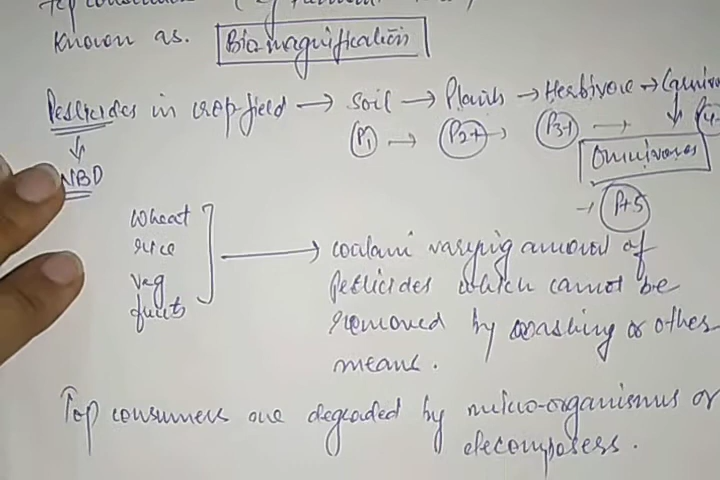 known as. Biomagnification
Pesticides in crop field → Soil → Plants → Herbivore →
P1 → P2+ → P3+ →
NBD
Omnivores
→ P+5
wheat
rice
veg
fruits
contain varying amount of
pesticides which cannot be
removed by washing or other
means.
Top consumers are degraded by micro-organisms or
decomposers.